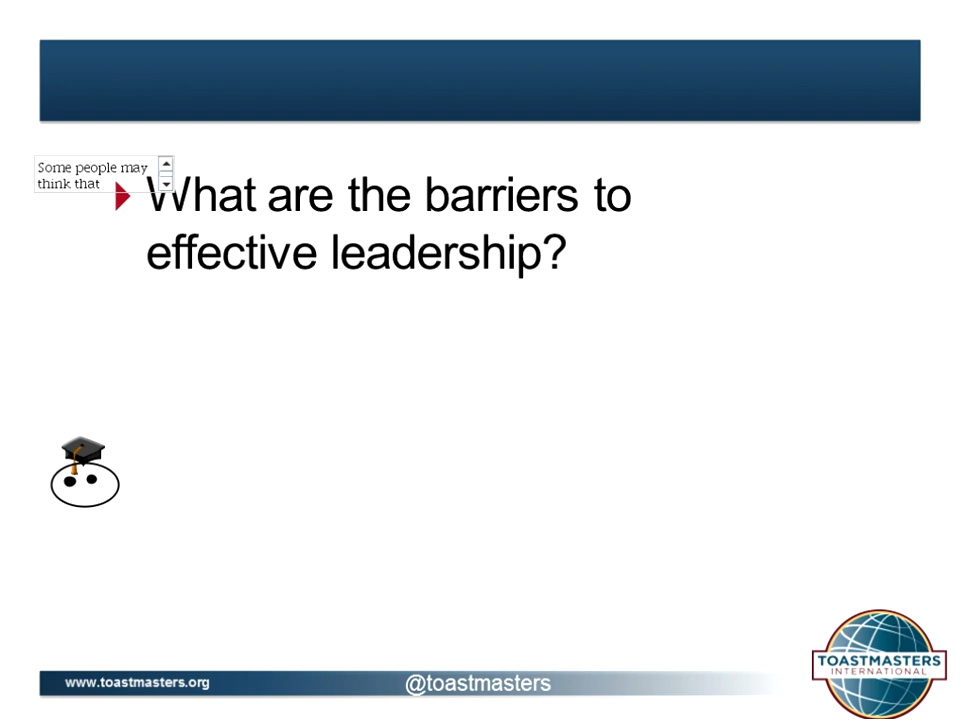 Some people may
think that
What are the barriers to
effective leadership?
www.toastmasters.org
@toastmasters
TOASTMASTERS
INTERNATIONAL